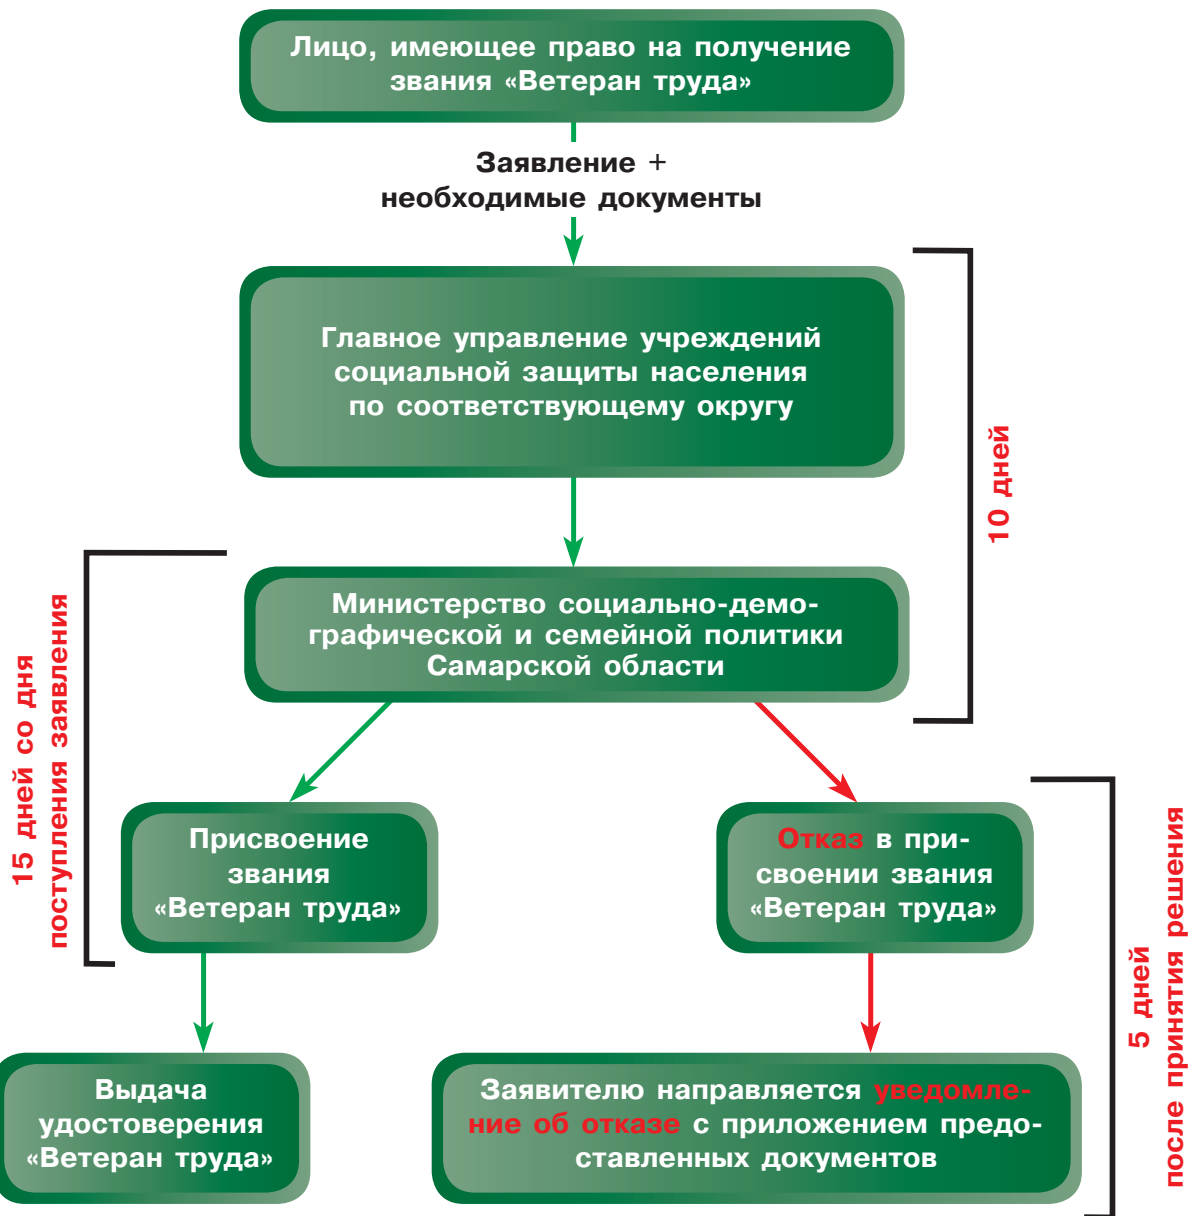 Лицо, имеющее право на получение
звания «Ветеран труда»
Заявление +
необходимые документы
Главное управление учреждений
социальной защиты населения
по соответствующему округу
10 дней
Министерство социально-демо-
графической и семейной политики
Самарской области
15 дней со дня
поступления заявления
Присвоение
звания
«Ветеран труда»
Отказ в при-
своении звания
«Ветеран труда»
5 дней
после принятия решения
Выдача
удостоверения
«Ветеран труда»
Заявителю направляется уведомле-
ние об отказе с приложением предо-
ставленных документов